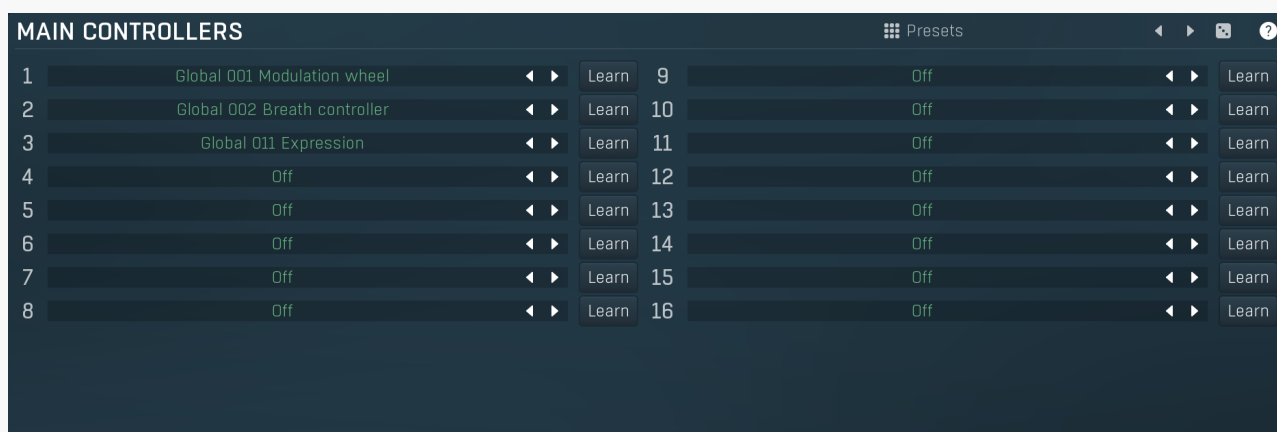 MAIN CONTROLLERS Presets ?
1 Global 001 Modulation wheel Learn 9 Off Learn
2 Global 002 Breath controller Learn 10 Off Learn
3 Global 011 Expression Learn 11 Off Learn
4 Off Learn 12 Off Learn
5 Off Learn 13 Off Learn
6 Off Learn 14 Off Learn
7 Off Learn 15 Off Learn
8 Off Learn 16 Off Learn